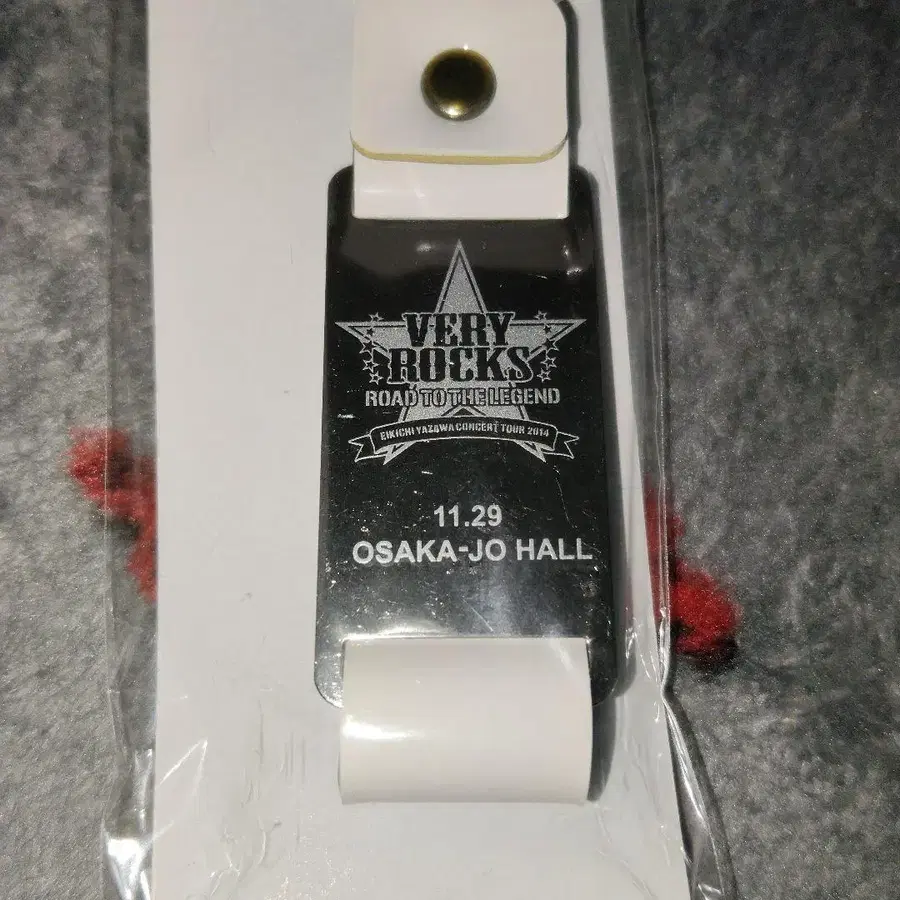 VERY
ROCKS
ROAD TO THE LEGEND
EIKICHI YAZAWA CONCERT TOUR 2014
11.29
OSAKA-JO HALL